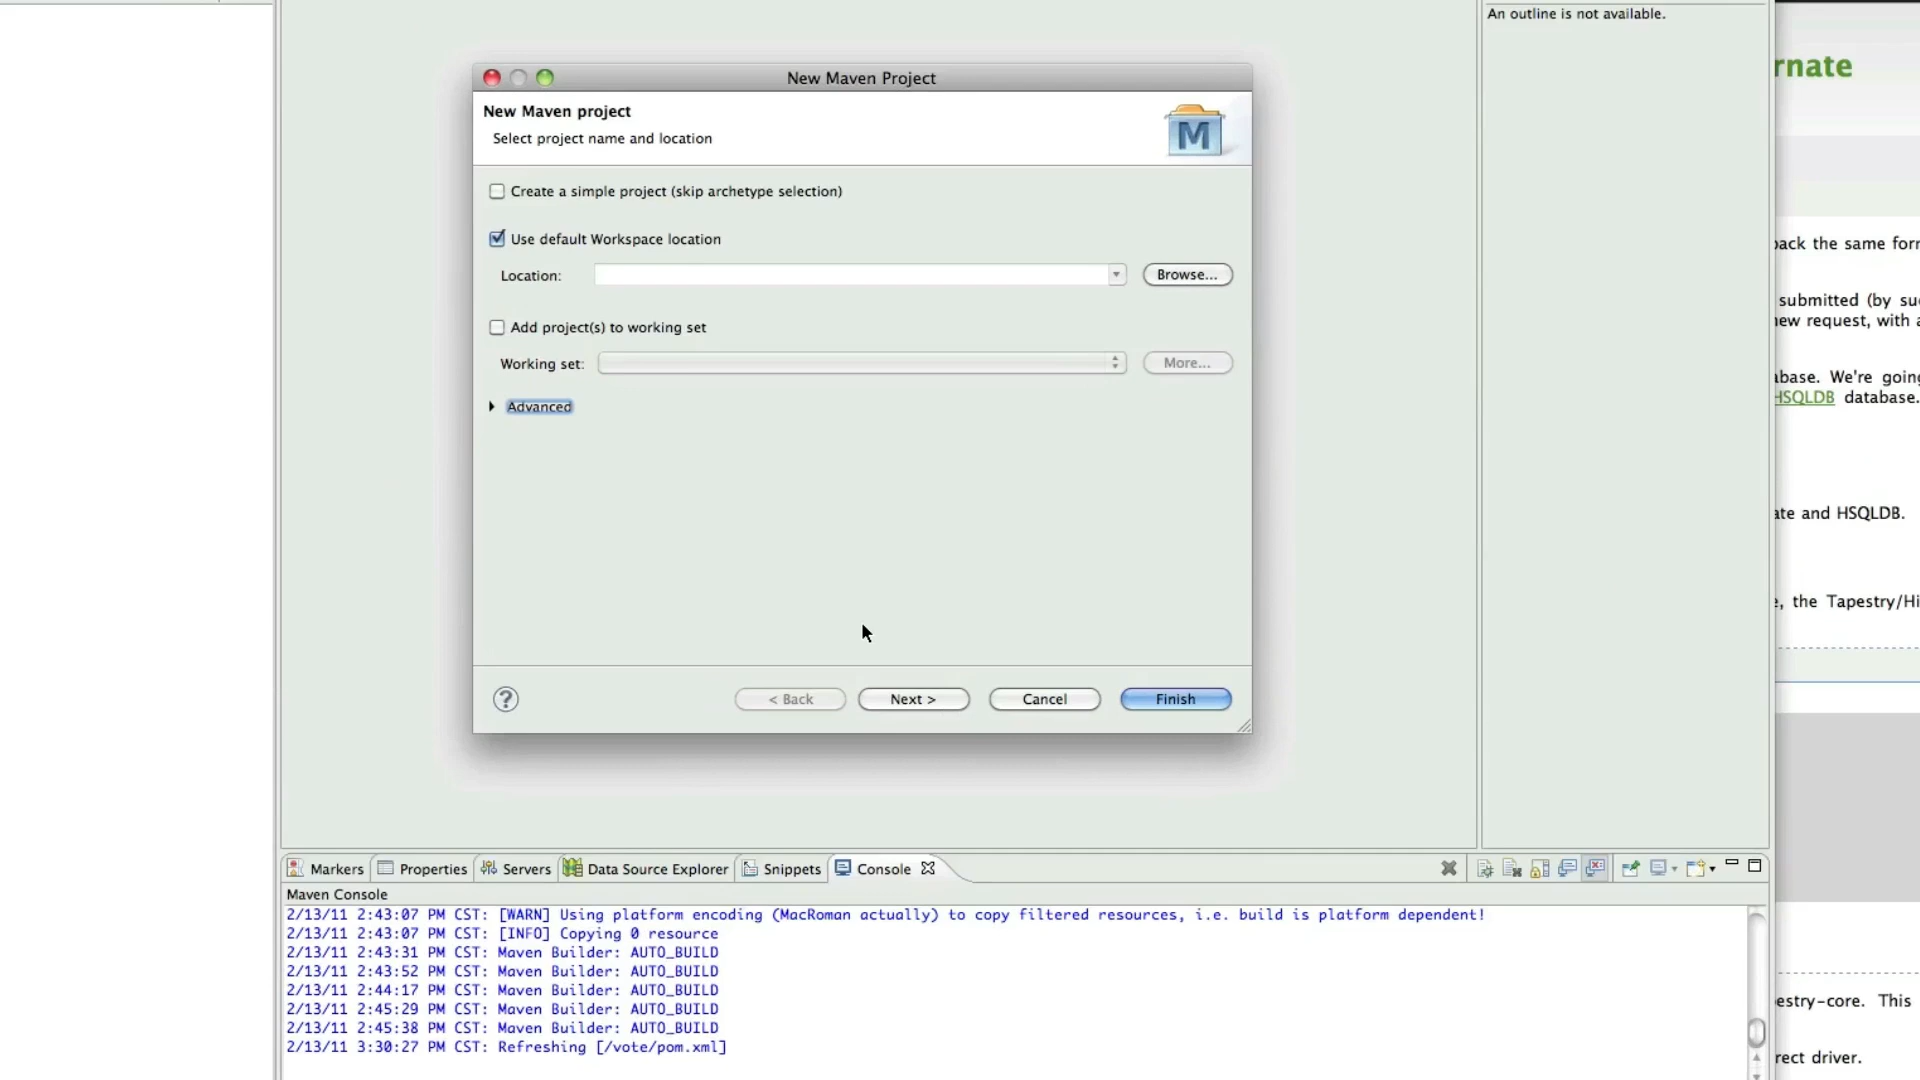 An outline is not available.
New Maven Project
New Maven project
Select project name and location
M
Create a simple project (skip archetype selection)
Use default Workspace location
Location:
Browse...
Add project(s) to working set
Working set:
More...
Advanced
?
< Back
Next >
Cancel
Finish
rnate
back the same for
submitted (by su
new request, with a
abase. We're going
HSQLDB database.
ate and HSQLDB.
e, the Tapestry/Hi
estry-core. This
rect driver.
Markers
Properties
Servers
Data Source Explorer
Snippets
Console
Maven Console
2/13/11 2:43:07 PM CST: [WARN] Using platform encoding (MacRoman actually) to copy filtered resources, i.e. build is platform dependent!
2/13/11 2:43:07 PM CST: [INFO] Copying 0 resource
2/13/11 2:43:31 PM CST: Maven Builder: AUTO_BUILD
2/13/11 2:43:52 PM CST: Maven Builder: AUTO_BUILD
2/13/11 2:44:17 PM CST: Maven Builder: AUTO_BUILD
2/13/11 2:45:29 PM CST: Maven Builder: AUTO_BUILD
2/13/11 2:45:38 PM CST: Maven Builder: AUTO_BUILD
2/13/11 3:30:27 PM CST: Refreshing [/vote/pom.xml]